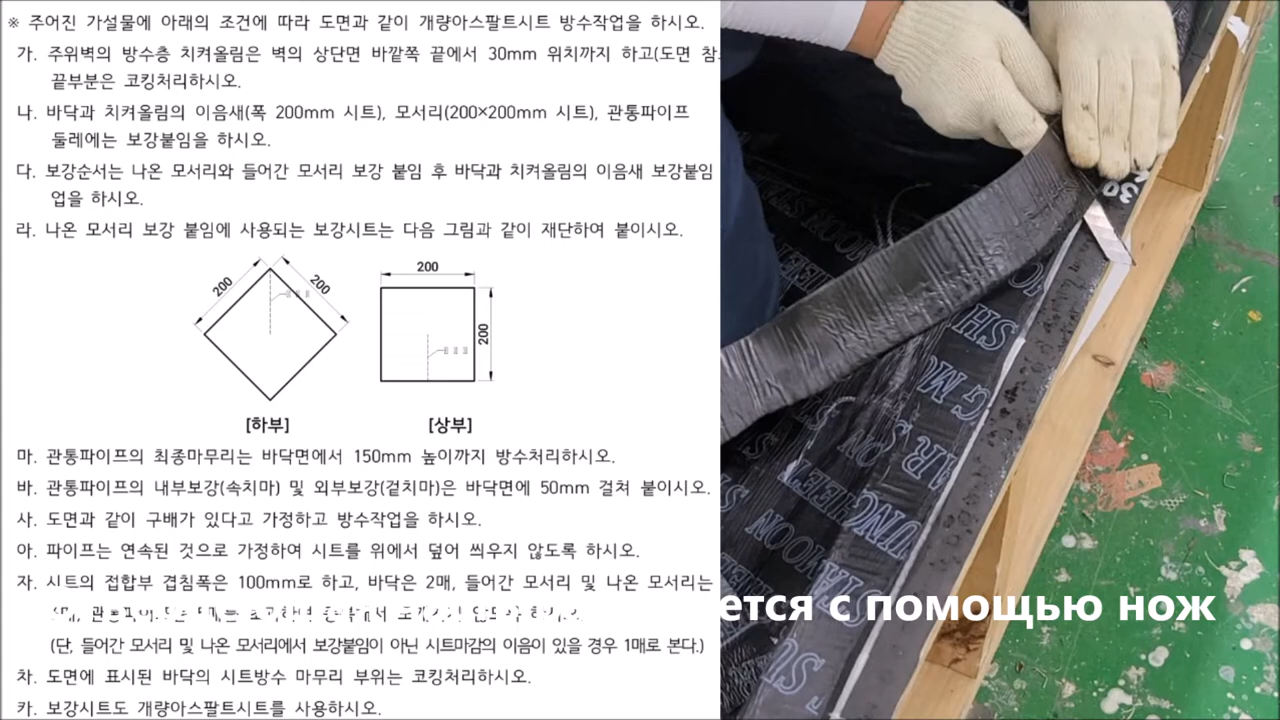 ※ 주어진 가설물에 아래의 조건에 따라 도면과 같이 개량아스팔트시트 방수작업을 하시오.
가. 주위벽의 방수층 치켜올림은 벽의 상단면 바깥쪽 끝에서 30mm 위치까지 하고(도면 참
끝부분은 코킹처리하시오.
나. 바닥과 치켜올림의 이음새(폭 200mm 시트), 모서리(200×200mm 시트), 관통파이프
둘레에는 보강붙임을 하시오.
다. 보강순서는 나온 모서리와 들어간 모서리 보강 붙임 후 바닥과 치켜올림의 이음새 보강붙임
업을 하시오.
라. 나온 모서리 보강 붙임에 사용되는 보강시트는 다음 그림과 같이 재단하여 붙이시오.
200 200 200
200
[하부] [상부]
마. 관통파이프의 최종마무리는 바닥면에서 150mm 높이까지 방수처리하시오.
바. 관통파이프의 내부보강(속치마) 및 외부보강(겉치마)은 바닥면에 50mm 걸쳐 붙이시오.
사. 도면과 같이 구배가 있다고 가정하고 방수작업을 하시오.
아. 파이프는 연속된 것으로 가정하여 시트를 위에서 덮어 씌우지 않도록 하시오.
자. 시트의 접합부 겹침폭은 100mm로 하고, 바닥은 2매, 들어간 모서리 및 나온 모서리는
(단, 들어간 모서리 및 나온 모서리에서 보강붙임이 아닌 시트마감의 이음이 있을 경우 1매로 본다.)
차. 도면에 표시된 바닥의 시트방수 마무리 부위는 코킹처리하시오.
카. 보강시트도 개량아스팔트시트를 사용하시오.
30
ется с помощью нож